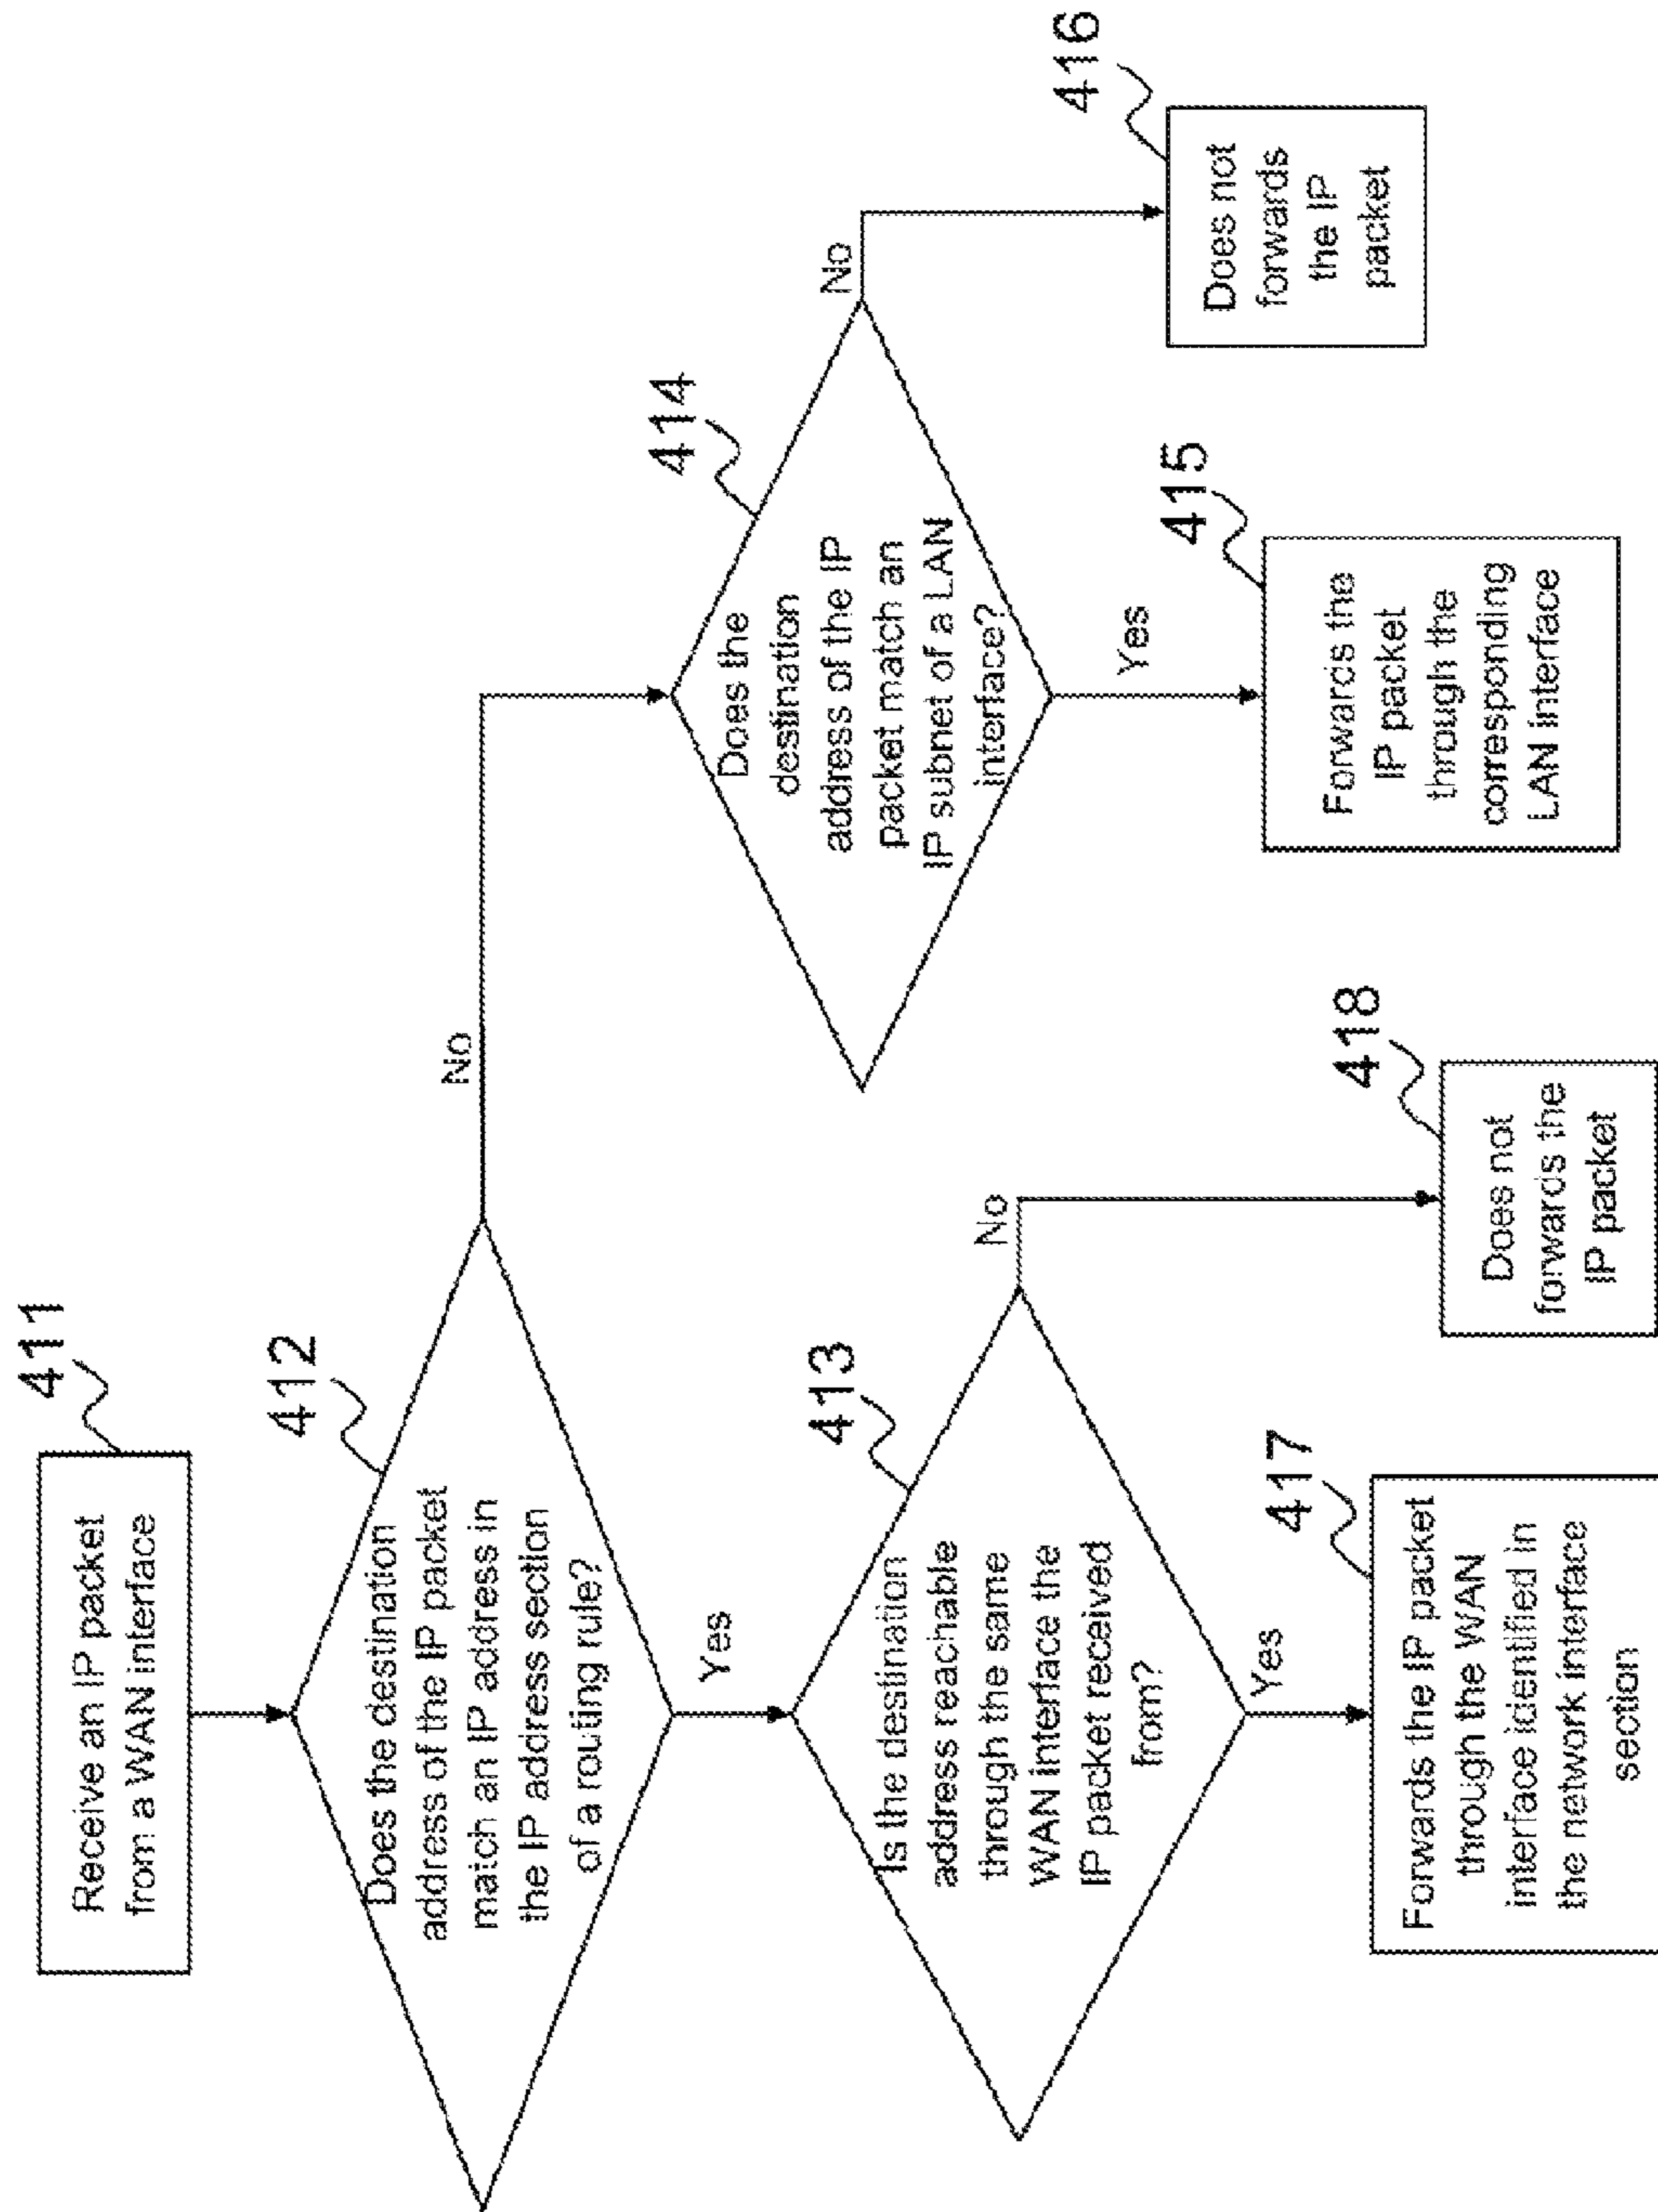 411
Receive an IP packet
from a WAN interface
412
Does the destination
address of the IP packet
match an IP address in
the IP address section
of a routing rule?
No
Yes
413
Is the destination
address reachable
through the same
WAN interface the
IP packet received
from?
No
Yes
414
Does the
destination
address of the IP
packet match an
IP subnet of a LAN
interface?
No
Yes
415
Forwards the
IP packet
through the
corresponding
LAN interface
416
Does not
forwards
the IP
packet
417
Forwards the IP packet
through the WAN
interface identified in
the network interface
section
418
Does not
forwards the
IP packet